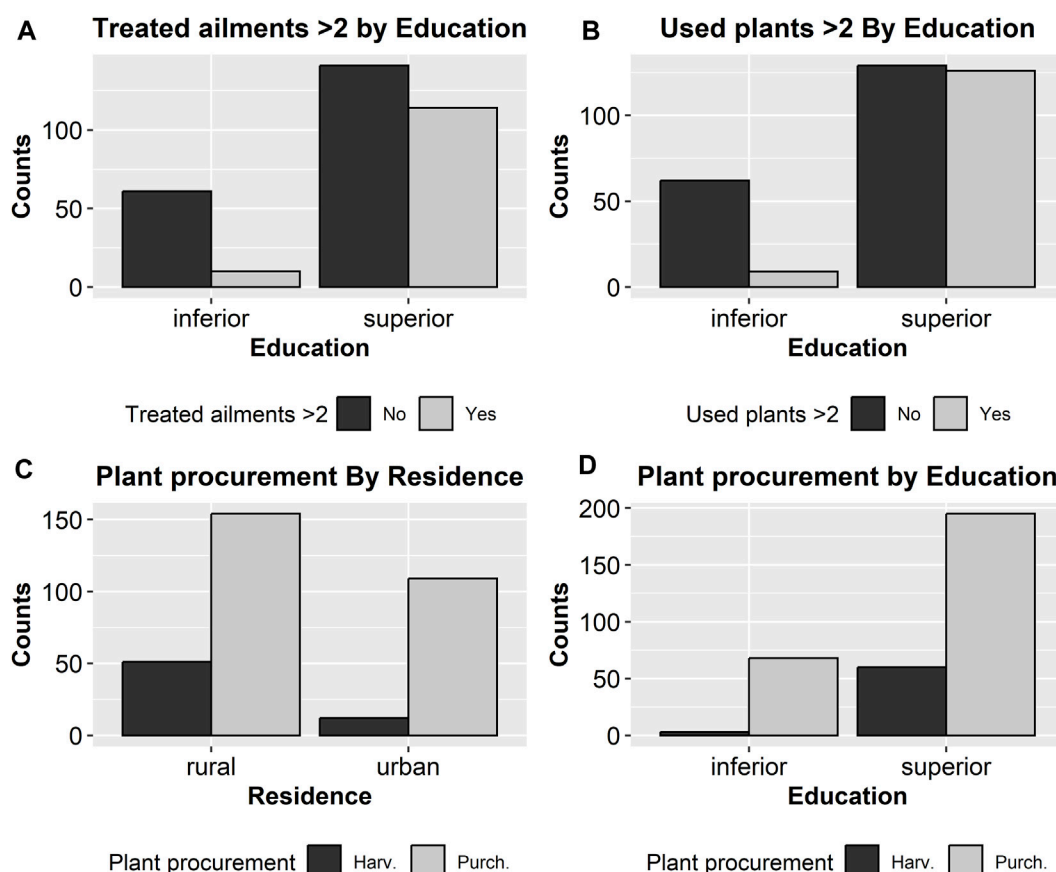 A
Treated ailments >2 by Education
Counts
100
50
0
inferior superior
Education
Treated ailments >2 No Yes
B
Used plants >2 By Education
Counts
100
50
0
inferior superior
Education
Used plants >2 No Yes
C
Plant procurement By Residence
Counts
150
100
50
0
rural urban
Residence
Plant procurement Harv. Purch.
D
Plant procurement by Education
Counts
200
150
100
50
0
inferior superior
Education
Plant procurement Harv. Purch.